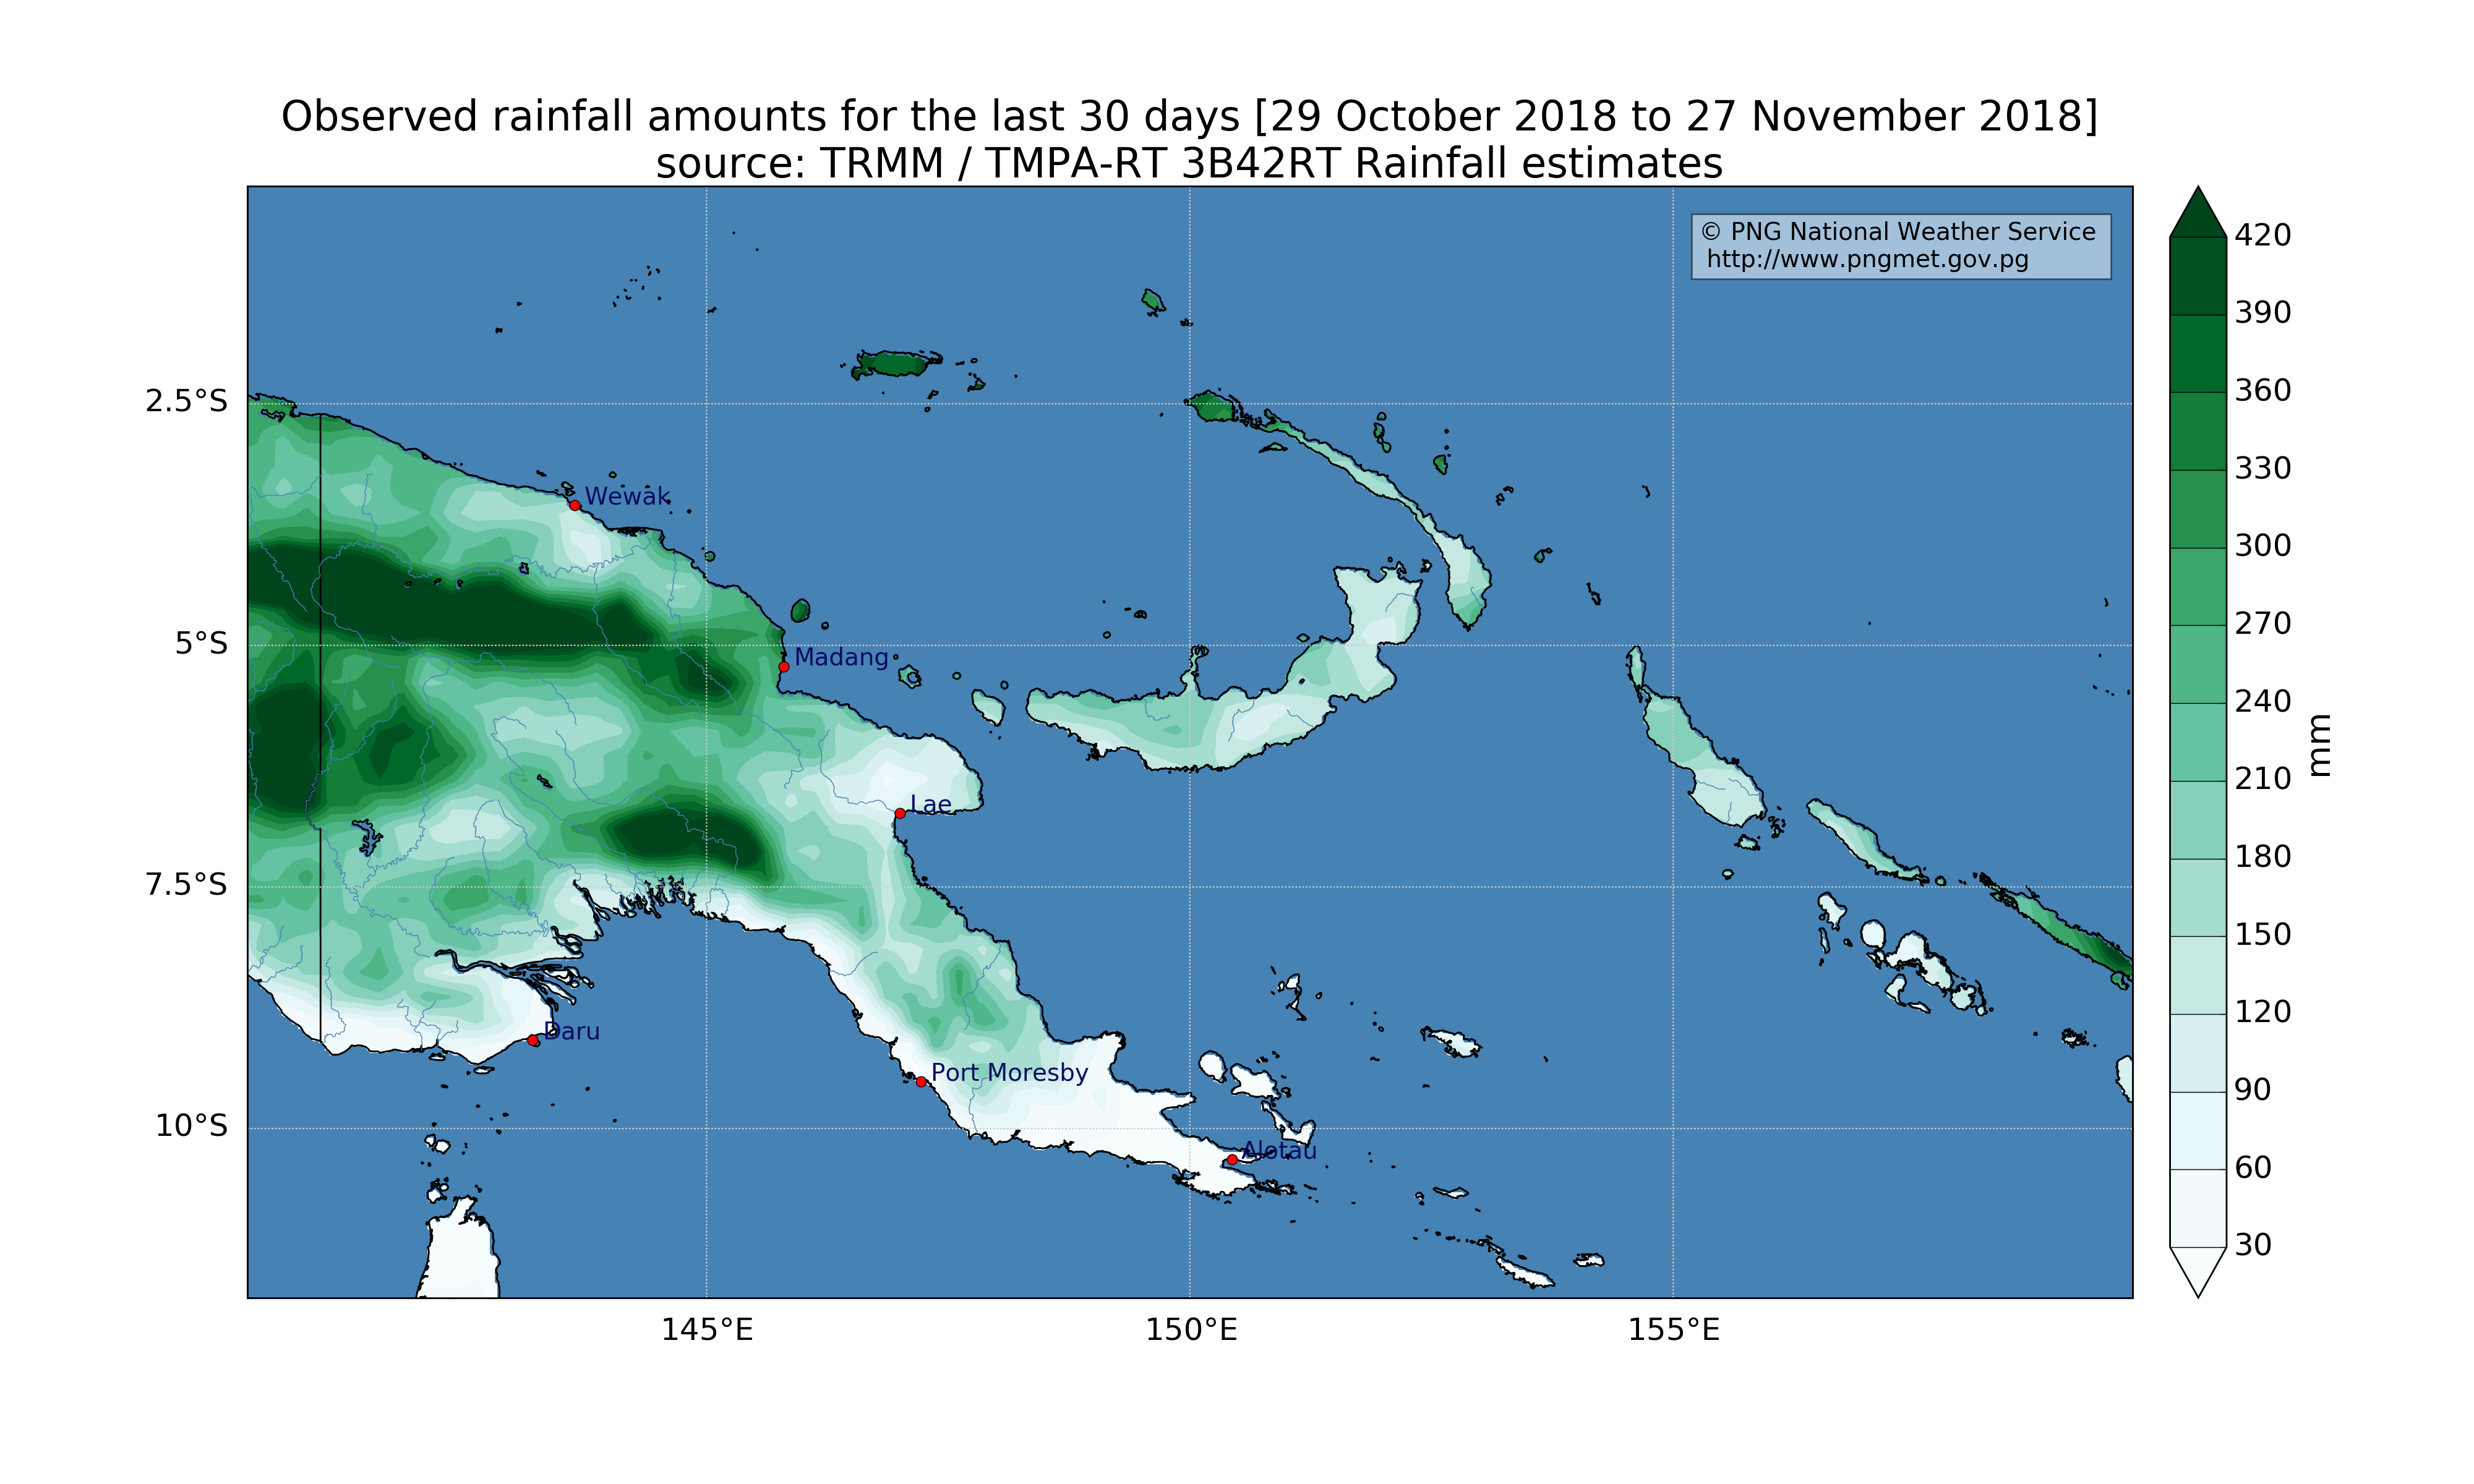 Observed rainfall amounts for the last 30 days [29 October 2018 to 27 November 2018]
source: TRMM / TMPA-RT 3B42RT Rainfall estimates
© PNG National Weather Service
http://www.pngmet.gov.pg
420
390
360
330
300
270
240
210
180
150
120
90
60
30
mm
2.5°S
5°S
7.5°S
10°S
Wewak
Madang
Lae
Daru
Port Moresby
Alotau
145°E
150°E
155°E